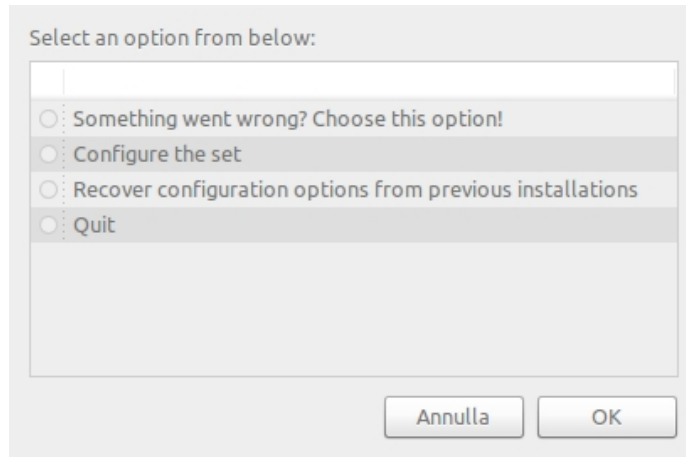 Select an option from below:
Something went wrong? Choose this option!
Configure the set
Recover configuration options from previous installations
Quit
Annulla
OK